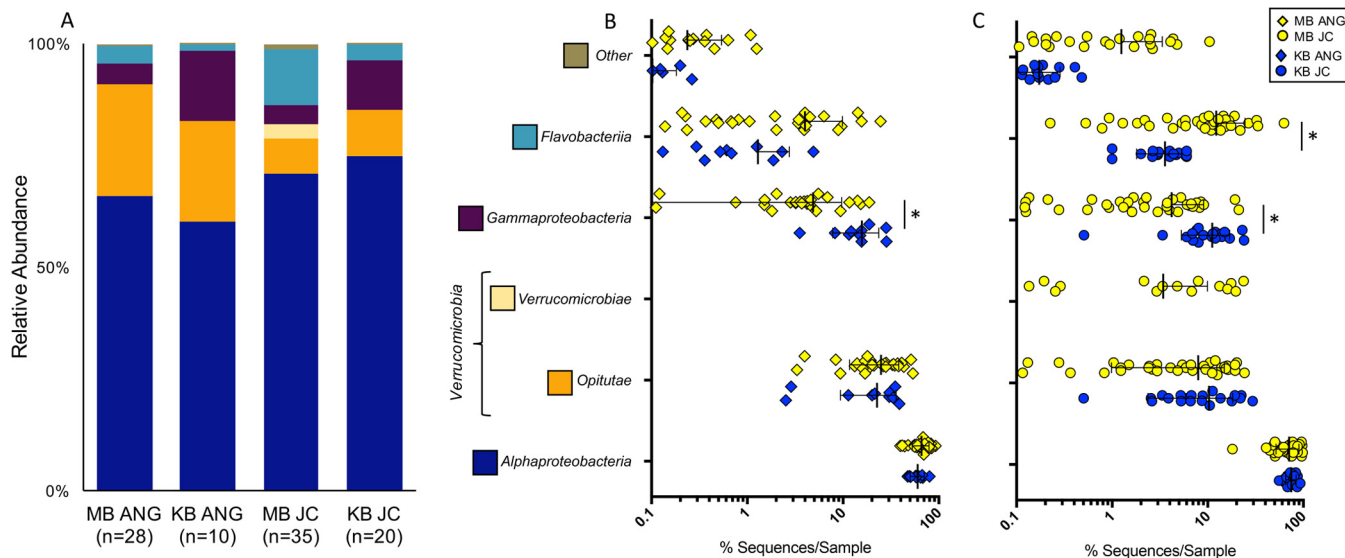 A
100%
50%
0%
Relative Abundance
MB ANG
(n=28)
KB ANG
(n=10)
MB JC
(n=35)
KB JC
(n=20)
Other
Flavobacteriia
Gammaproteobacteria
Verrucomicrobia
Verrucomicrobiae
Opitutae
Alphaproteobacteria
B
*
0.1
1
10
100
% Sequences/Sample
C
MB ANG
MB JC
KB ANG
KB JC
*
*
0.1
1
10
100
% Sequences/Sample